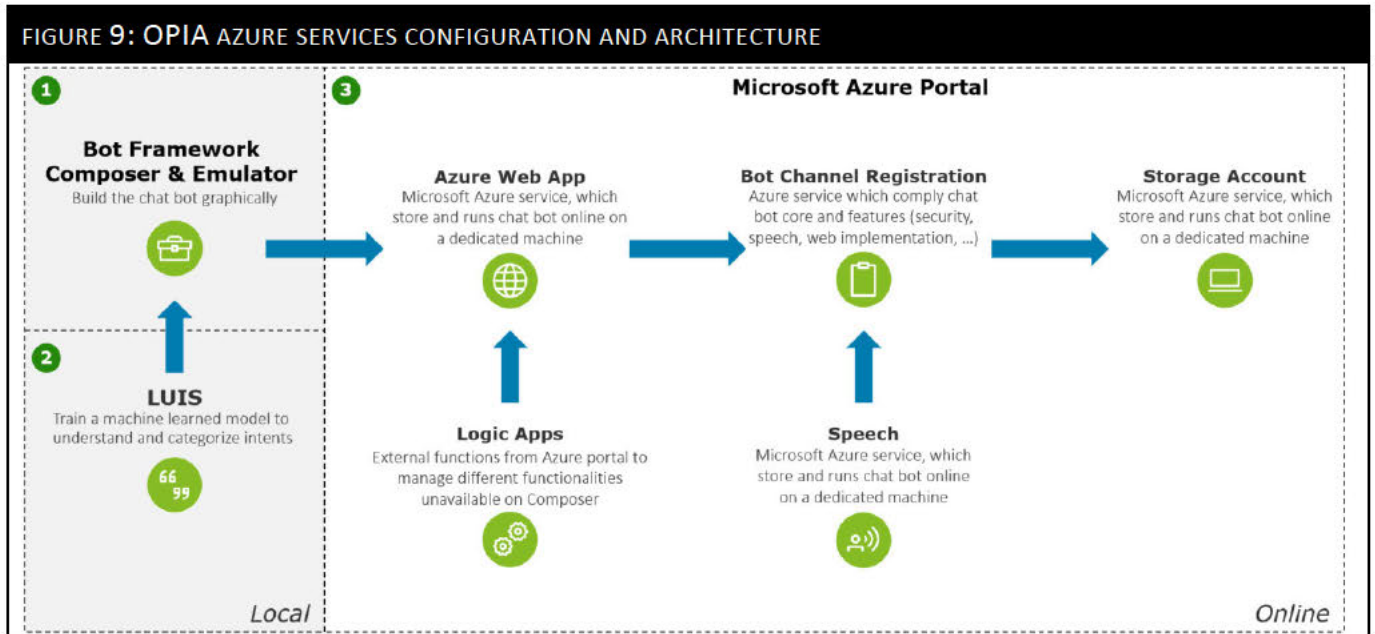 FIGURE 9: OPIA AZURE SERVICES CONFIGURATION AND ARCHITECTURE
1
Bot Framework
Composer & Emulator
Build the chat bot graphically
2
LUIS
Train a machine learned model to
understand and categorize intents
66
99
Local
3
Microsoft Azure Portal
Azure Web App
Microsoft Azure service, which
store and runs chat bot online on
a dedicated machine
Bot Channel Registration
Azure service which comply chat
bot core and features (security,
speech, web implementation, ...)
Storage Account
Microsoft Azure service, which
store and runs chat bot online
on a dedicated machine
Logic Apps
External functions from Azure portal to
manage different functionalities
unavailable on Composer
Speech
Microsoft Azure service, which
store and runs chat bot online
on a dedicated machine
Online